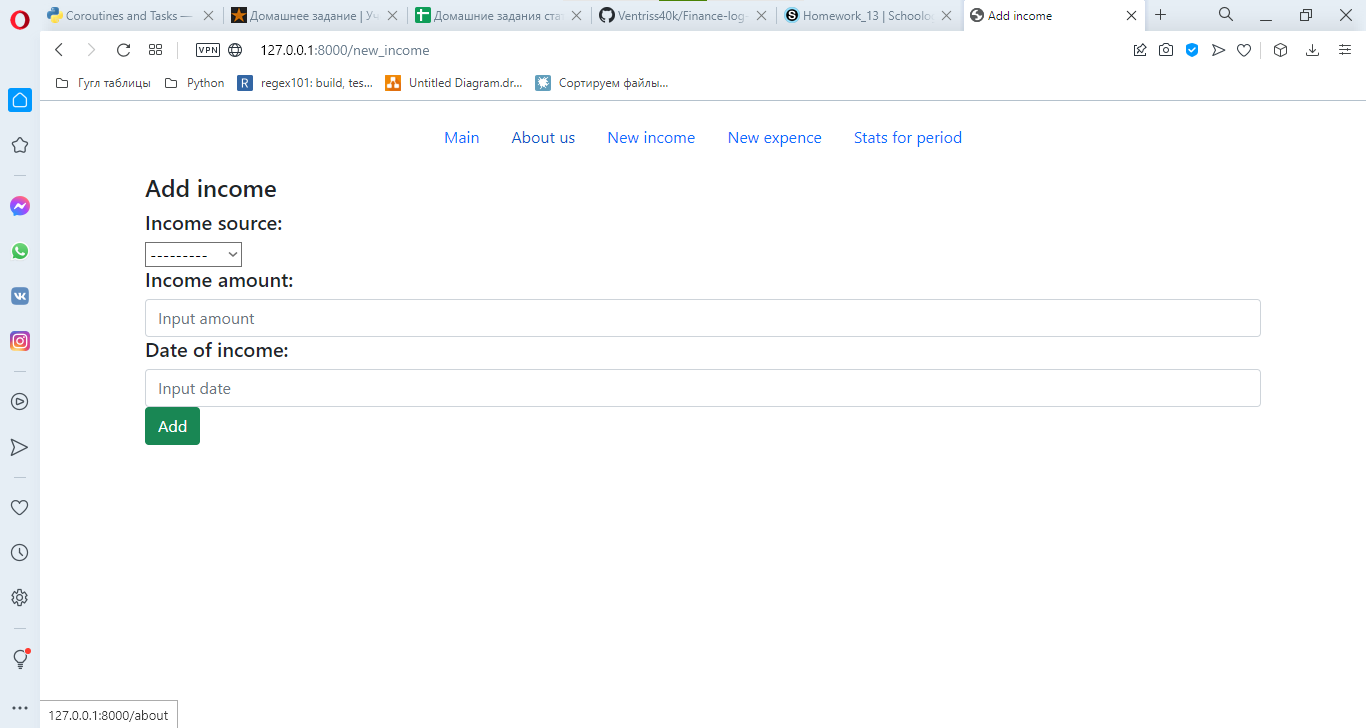 Coroutines and Tasks —
Домашнее задание | Уч
Домашние задания ста
Ventriss40k/Finance-log-
Homework_13 | Schoolo
Add income
VPN
127.0.0.1:8000/new_income
Гугл таблицы
Python
R
regex101: build, tes...
Untitled Diagram.dr...
Сортируем файлы...
Main About us New income New expence Stats for period
Add income
Income source:
---------
Income amount:
Input amount
Date of income:
Input date
Add
127.0.0.1:8000/about